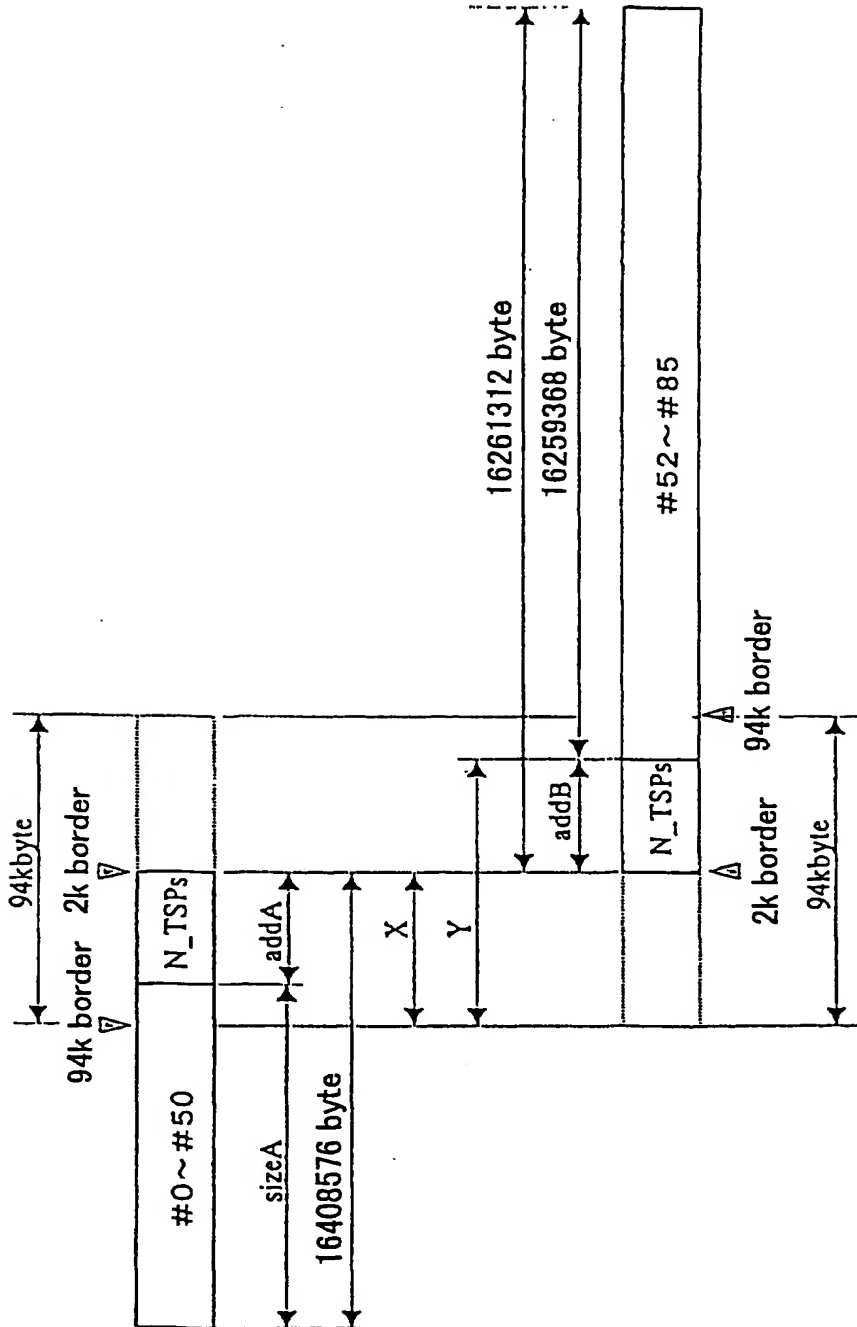 94kbyte
94k border
2k border
#0~#50
N_TSPs
sizeA
addA
16408576 byte
X
Y
16261312 byte
16259368 byte
addB
N_TSPs
#52~#85
2k border
94k border
94kbyte